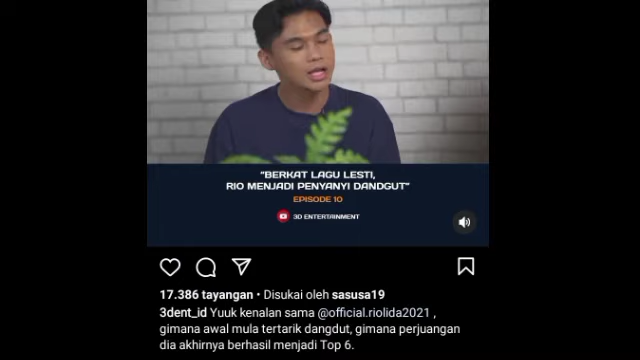 "BERKAT LAGU LESTI,
RIO MENJADI PENYANYI DANDGUT"
EPISODE 10
3D ENTERTAINMENT
17.386 tayangan • Disukai oleh sasusa19
3dent_id Yuuk kenalan sama @official.riolida2021 ,
gimana awal mula tertarik dangdut, gimana perjuangan
dia akhirnya berhasil menjadi Top 6.